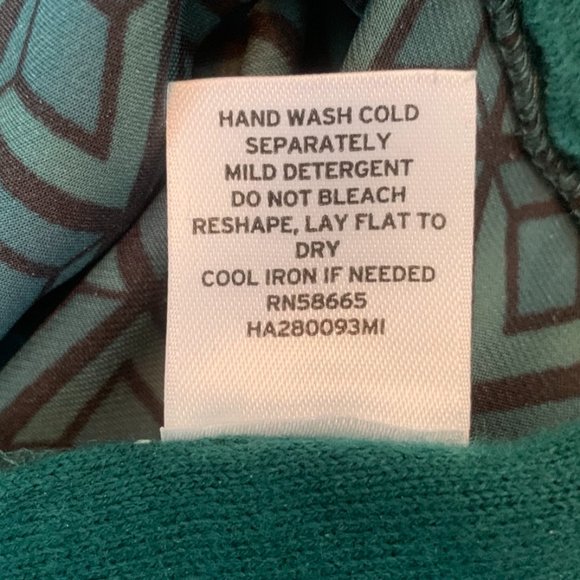 HAND WASH COLD
SEPARATELY
MILD DETERGENT
DO NOT BLEACH
RESHAPE, LAY FLAT TO
DRY
COOL IRON IF NEEDED
RN58665
HA280093MI